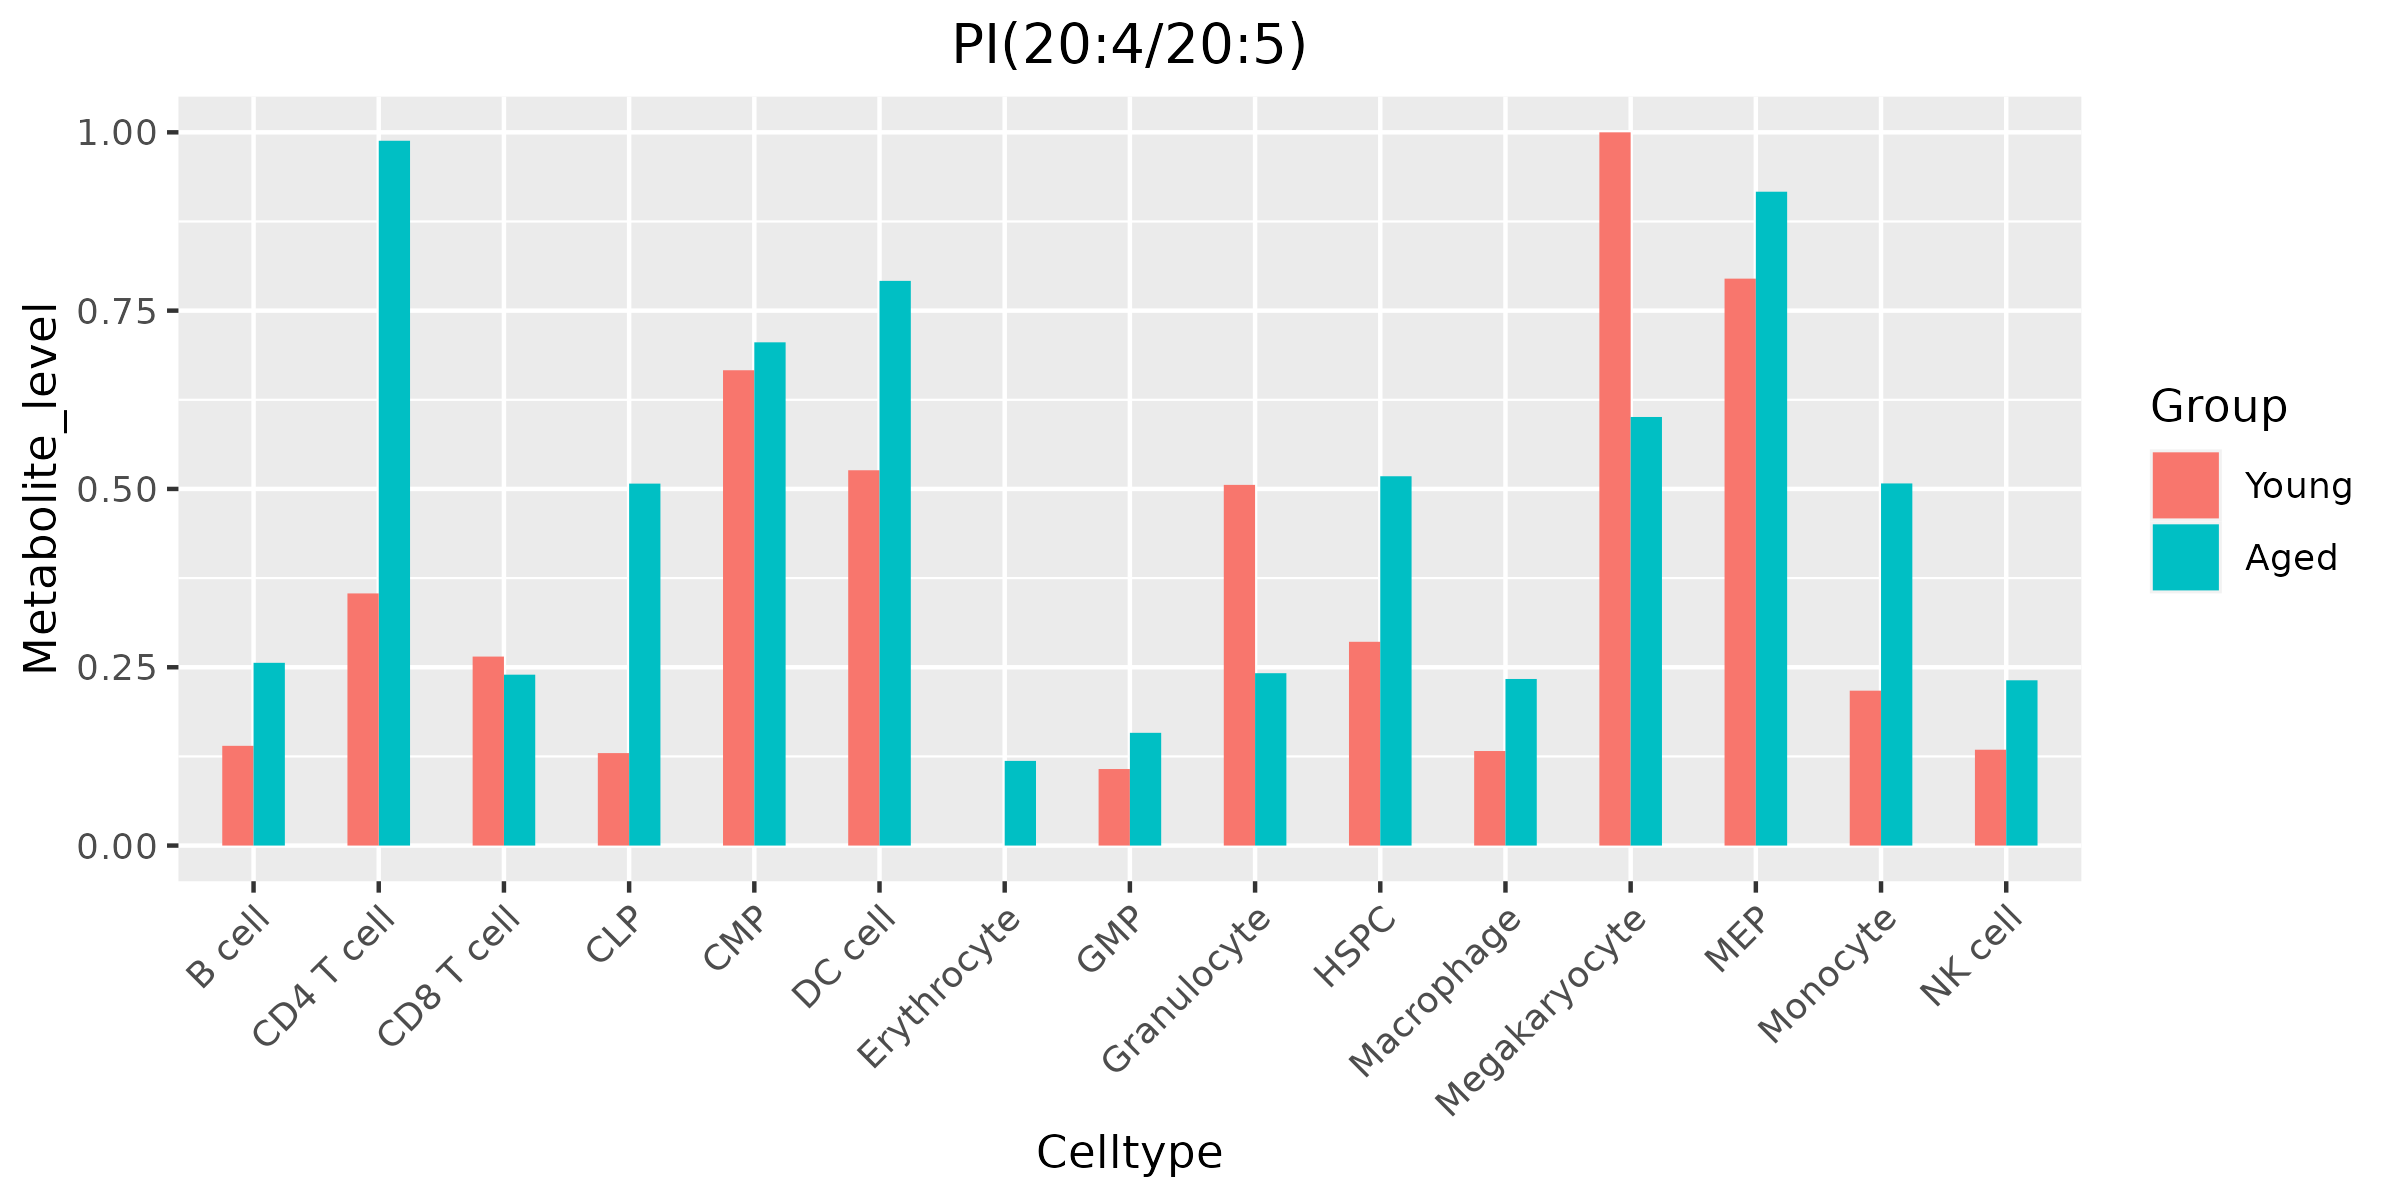 PI(20:4/20:5)
Metabolite_level
1.00
0.75
0.50
0.25
0.00
B cell
CD4 T cell
CD8 T cell
CLP
CMP
DC cell
Erythrocyte
GMP
Granulocyte
HSPC
Macrophage
Megakaryocyte
MEP
Monocyte
NK cell
Celltype
Group
Young
Aged